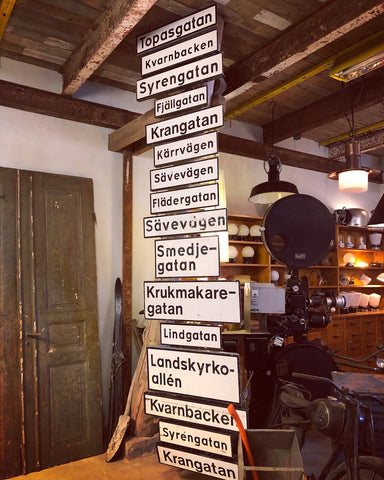 Topasgatan
Kvarnbacken
Syrengatan
Fjällgatan
Krangatan
Kärrvägen
Sävevägen
Flädergatan
Sävevägen
Smedje-
gatan
Krukmakare-
gatan
Lindgatan
Landskyrko-
allén
Kvarnbacken
Syréngatan
Krangatan